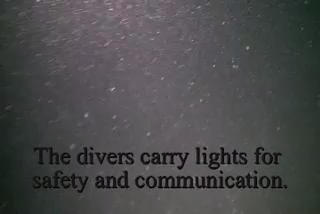 The divers carry lights for
safety and communication.